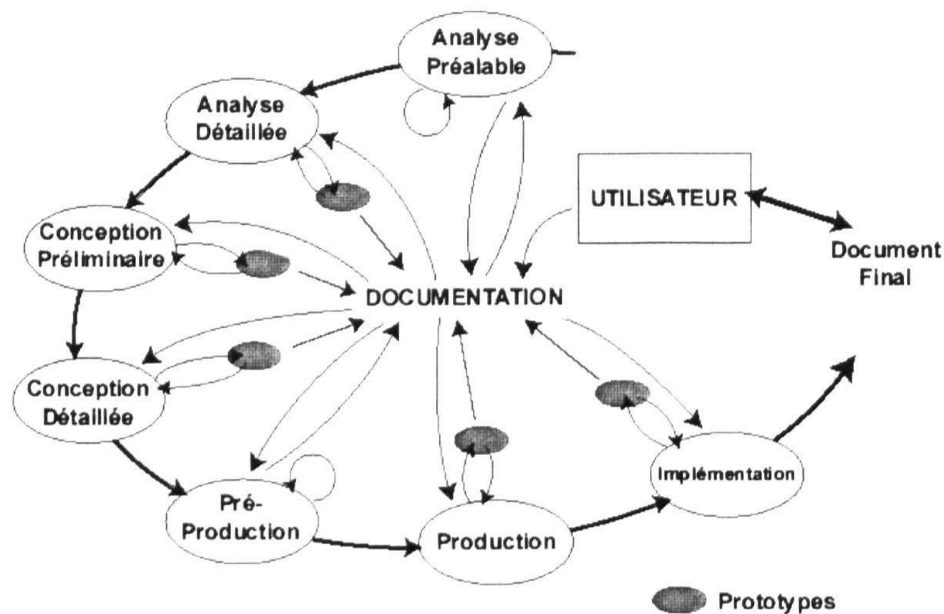 Analyse
Préalable
Analyse
Détaillée
UTILISATEUR
Conception
Préliminaire
Document
Final
DOCUMENTATION
Conception
Détaillée
Implémentation
Pré-
Production
Production
Prototypes